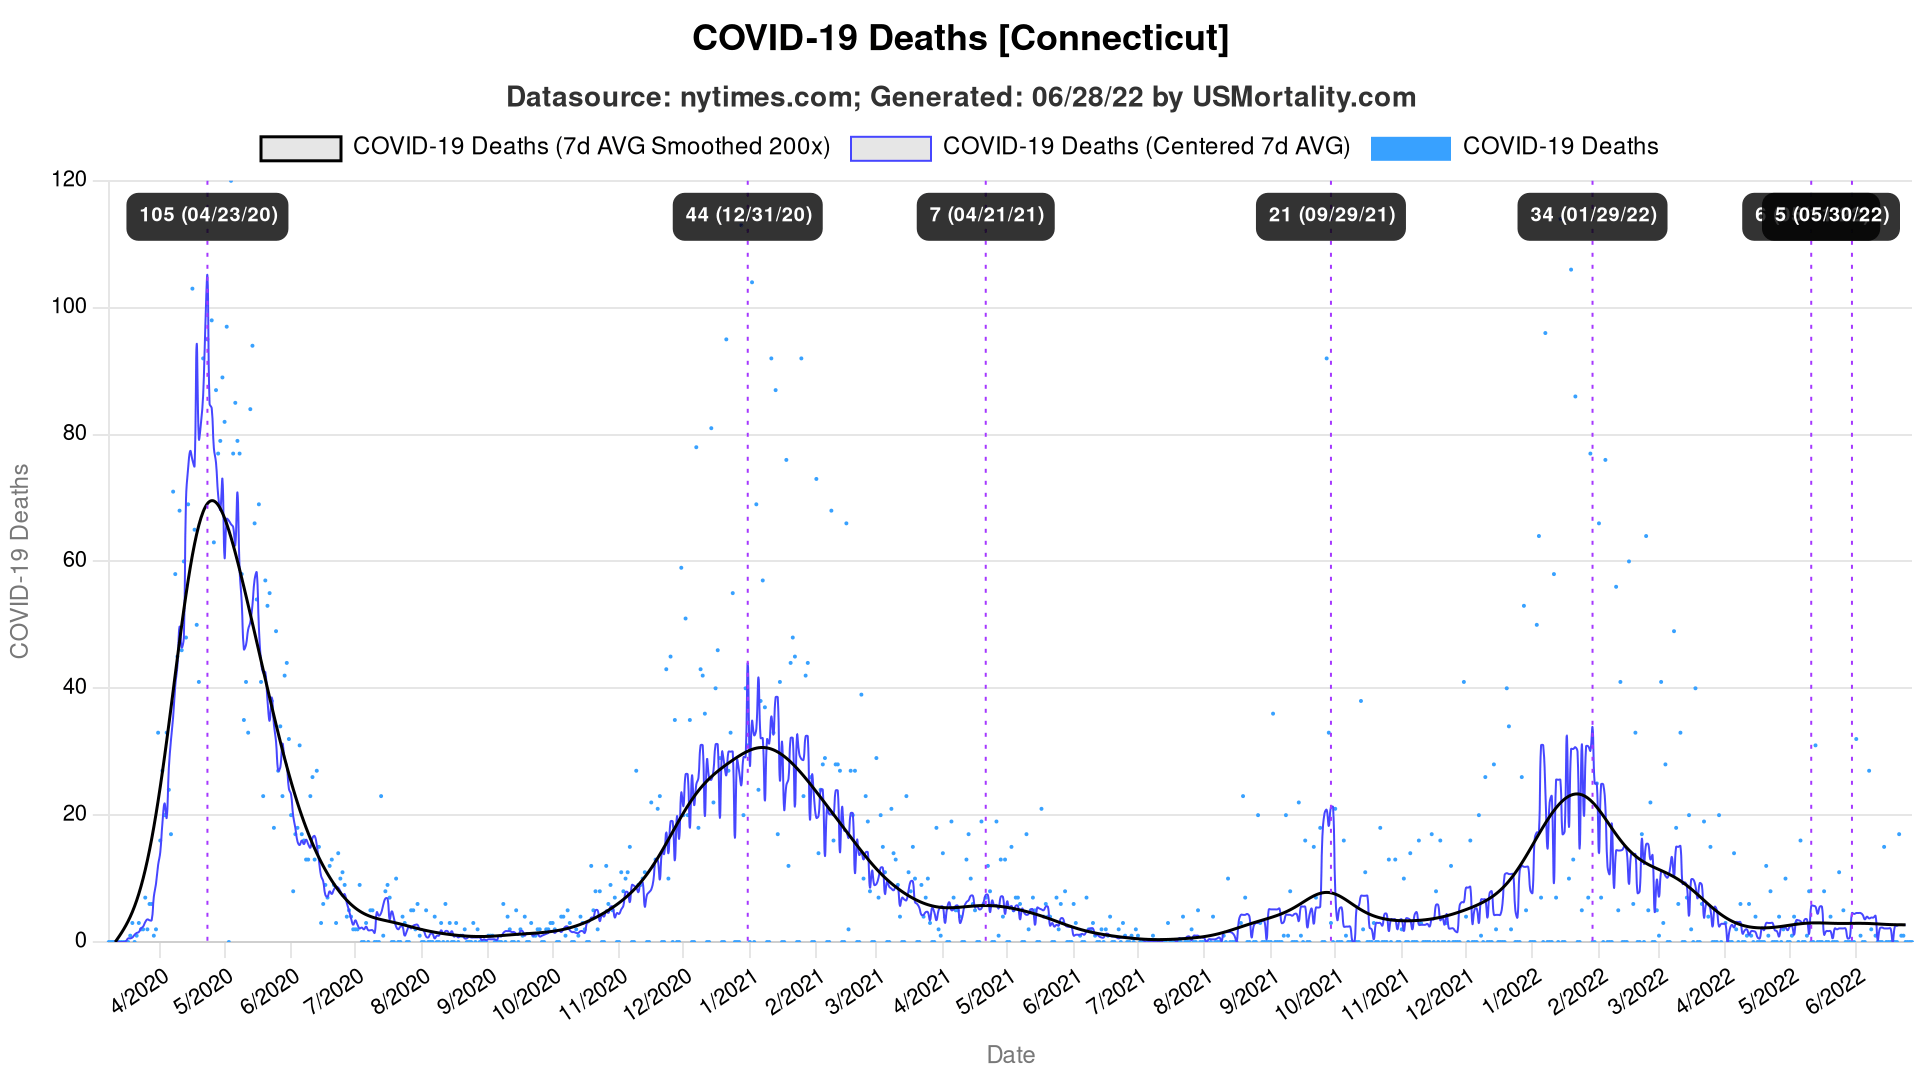 COVID-19 Deaths [Connecticut]
Datasource: nytimes.com; Generated: 06/28/22 by USMortality.com
COVID-19 Deaths (7d AVG Smoothed 200x) COVID-19 Deaths (Centered 7d AVG) COVID-19 Deaths
120
105 (04/23/20) 44 (12/31/20) 7 (04/21/21) 21 (09/29/21) 34 (01/29/22) 6 5 (05/30/22)
100
80
60
40
20
0
COVID-19 Deaths
4/2020 5/2020 6/2020 7/2020 8/2020 9/2020 10/2020 11/2020 12/2020 1/2021 2/2021 3/2021 4/2021 5/2021 6/2021 7/2021 8/2021 9/2021 10/2021 11/2021 12/2021 1/2022 2/2022 3/2022 4/2022 5/2022 6/2022
Date